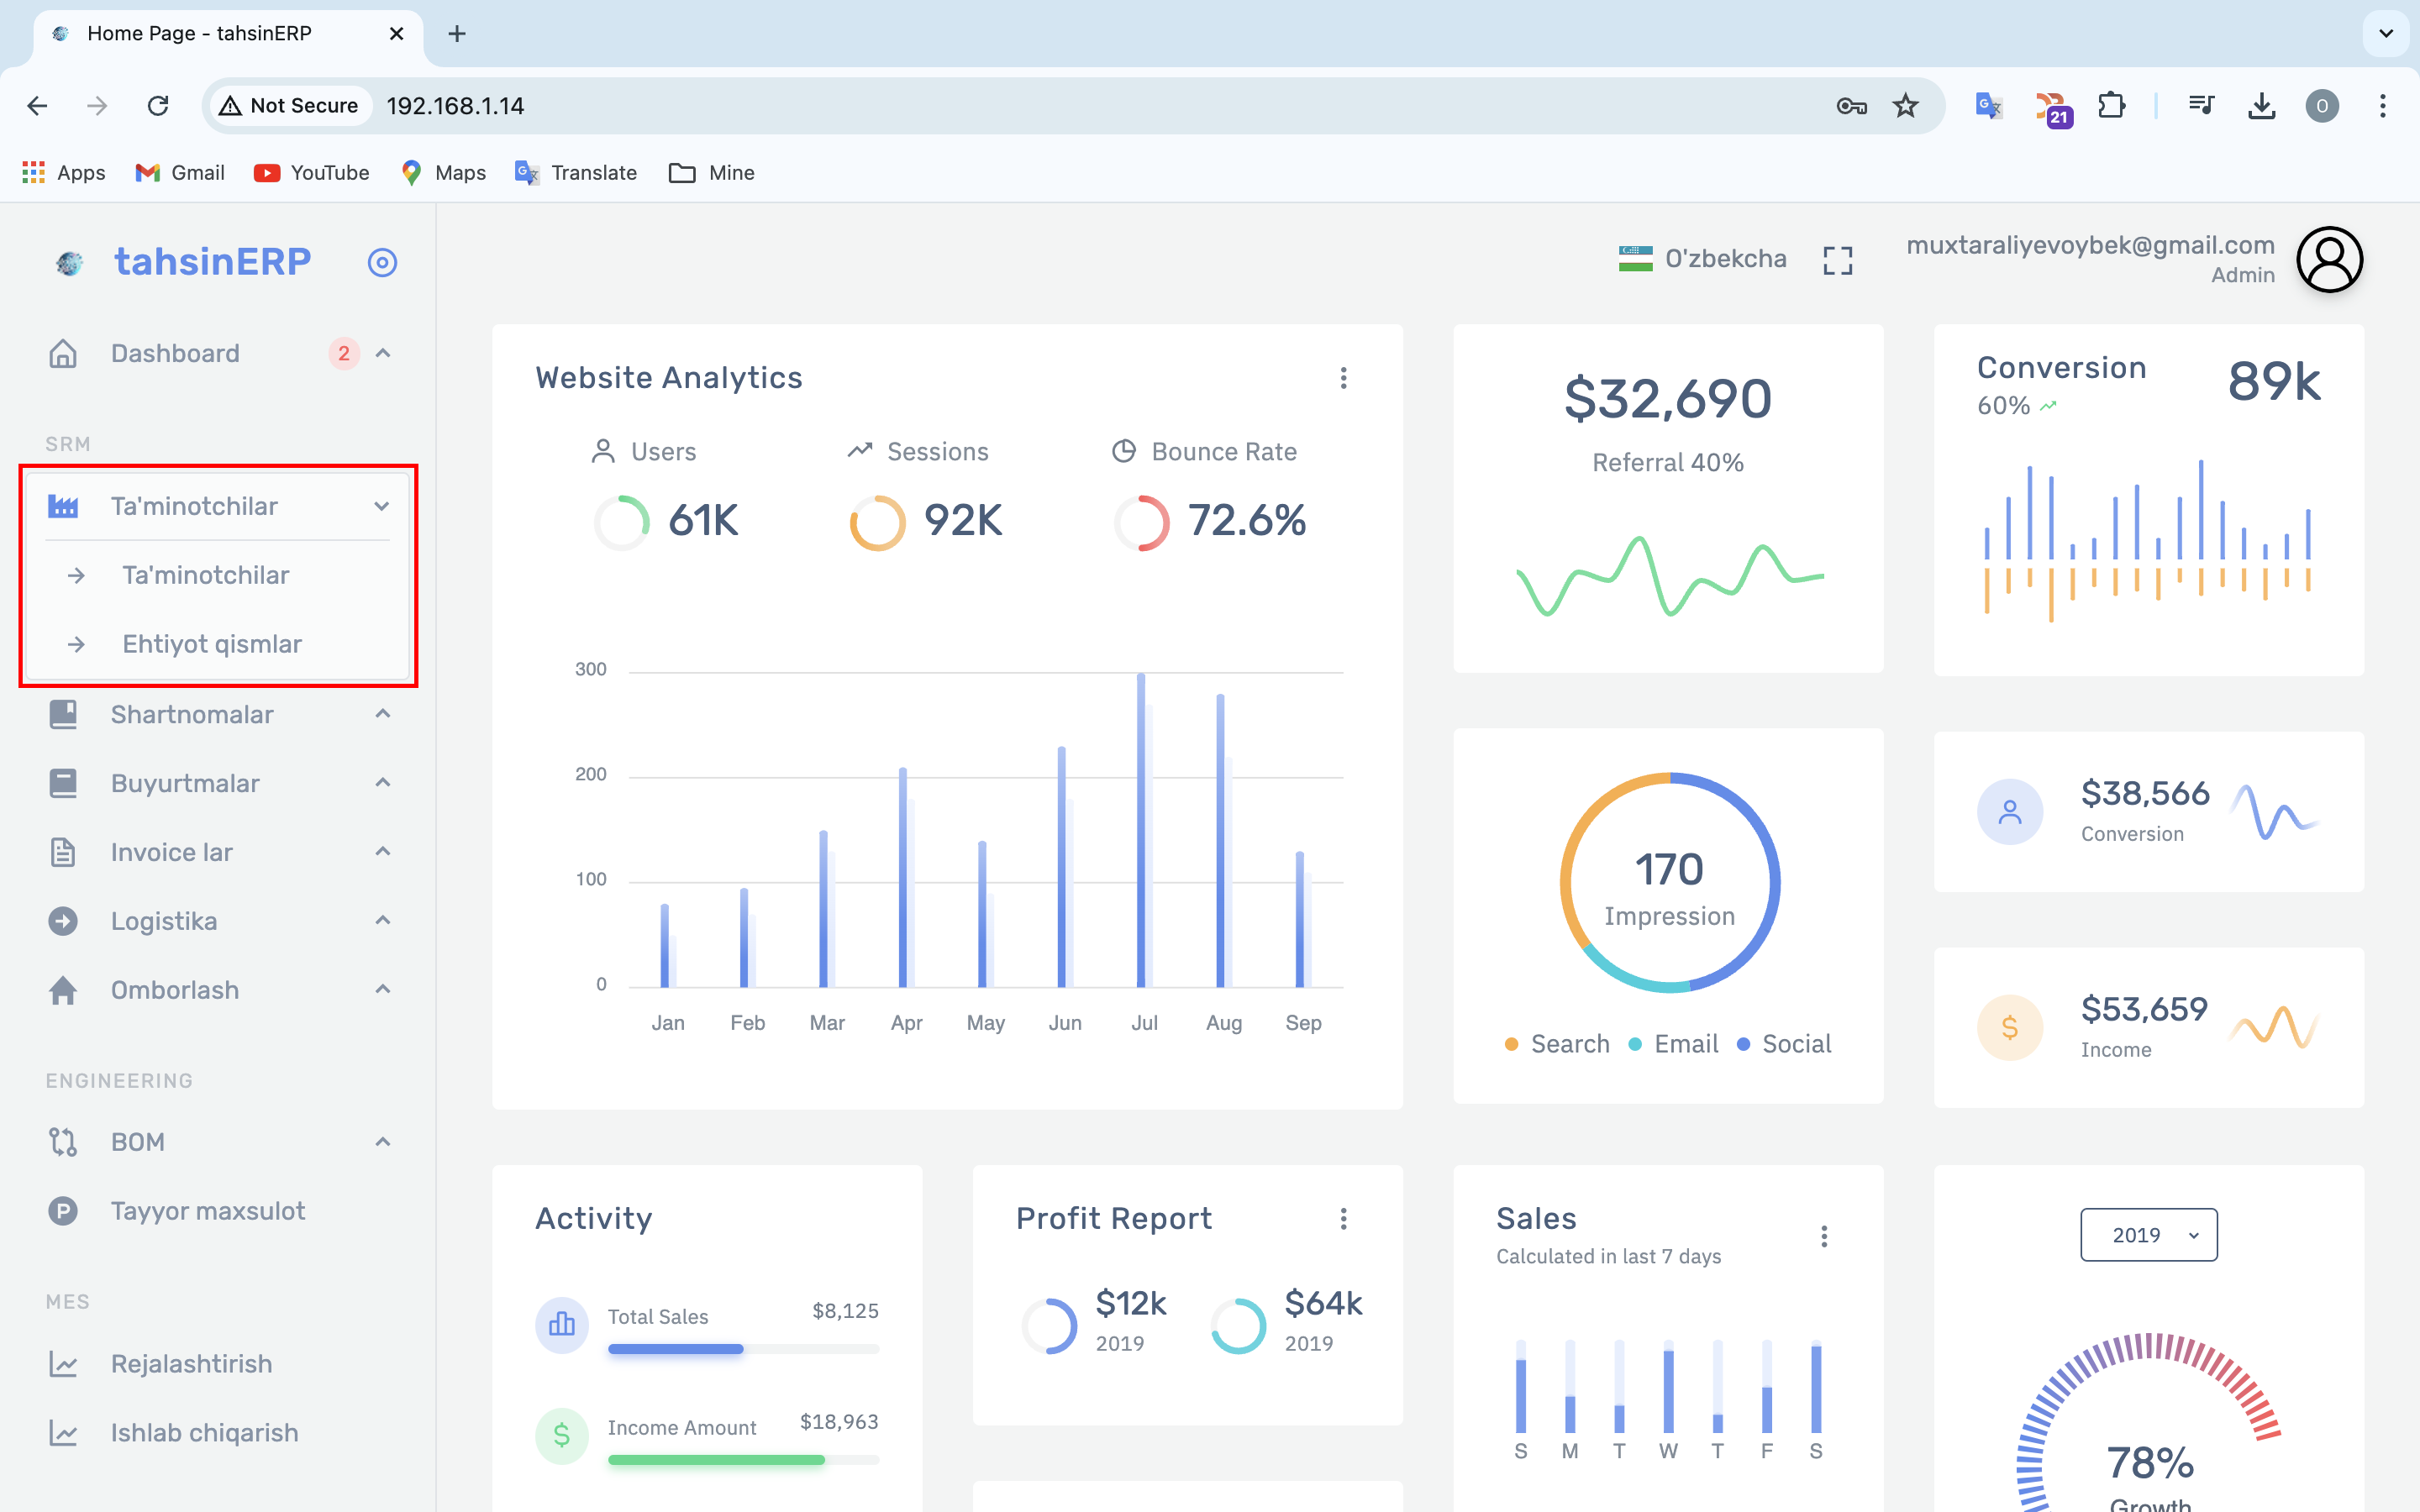 Home Page - tahsinERP
Not Secure
192.168.1.14
21
O
Apps
Gmail
YouTube
Maps
Translate
Mine
tahsinERP
Dashboard
2
SRM
Ta'minotchilar
Ta'minotchilar
Ehtiyot qismlar
Shartnomalar
Buyurtmalar
Invoice lar
Logistika
Omborlash
ENGINEERING
BOM
Tayyor maxsulot
MES
Rejalashtirish
Ishlab chiqarish
O'zbekcha
muxtaraliyevoybek@gmail.com
Admin
Website Analytics
Users
61K
Sessions
92K
Bounce Rate
72.6%
300
200
100
0
Jan Feb Mar Apr May Jun Jul Aug Sep
$32,690
Referral 40%
Conversion
60%
89k
170
Impression
Search Email Social
$38,566
Conversion
$
$53,659
Income
Activity
Total Sales
$8,125
$
Income Amount
$18,963
Profit Report
$12k
2019
$64k
2019
Sales
Calculated in last 7 days
S M T W T F S
2019
78%
Growth